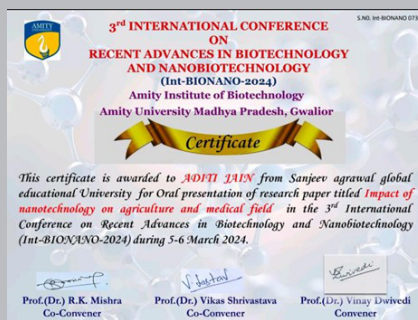 S.N0. Int-BIONANO 073
AMITY
3rd INTERNATIONAL CONFERENCE
ON
RECENT ADVANCES IN BIOTECHNOLOGY
AND NANOBIOTECHNOLOGY
(Int-BIONANO-2024)
Amity Institute of Biotechnology
Amity University Madhya Pradesh, Gwalior
Certificate
This certificate is awarded to ADITI JAIN from Sanjeev agrawal global
educational University for Oral presentation of research paper titled Impact of
nanotechnology on agriculture and medical field in the 3rd International
Conference on Recent Advances in Biotechnology and Nanobiotechnology
(Int-BIONANO-2024) during 5-6 March 2024.
Prof.(Dr.) R.K. Mishra
Co-Convener
Prof.(Dr.) Vikas Shrivastava
Co-Convener
Dwivedi
Prof.(Dr.) Vinay Dwivedi
Convener